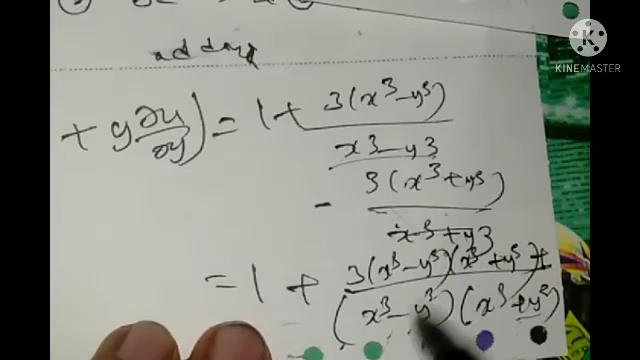 KINEMASTER
adding
+ y ∂u/∂y) = 1 + 3(x³ - y³)/x³ - y³
- 3(x³ + y³)/x³ + y³
= 1 + 3(x³ - y³)(x³ + y³) +/(x³ - y³)(x³ + y³)